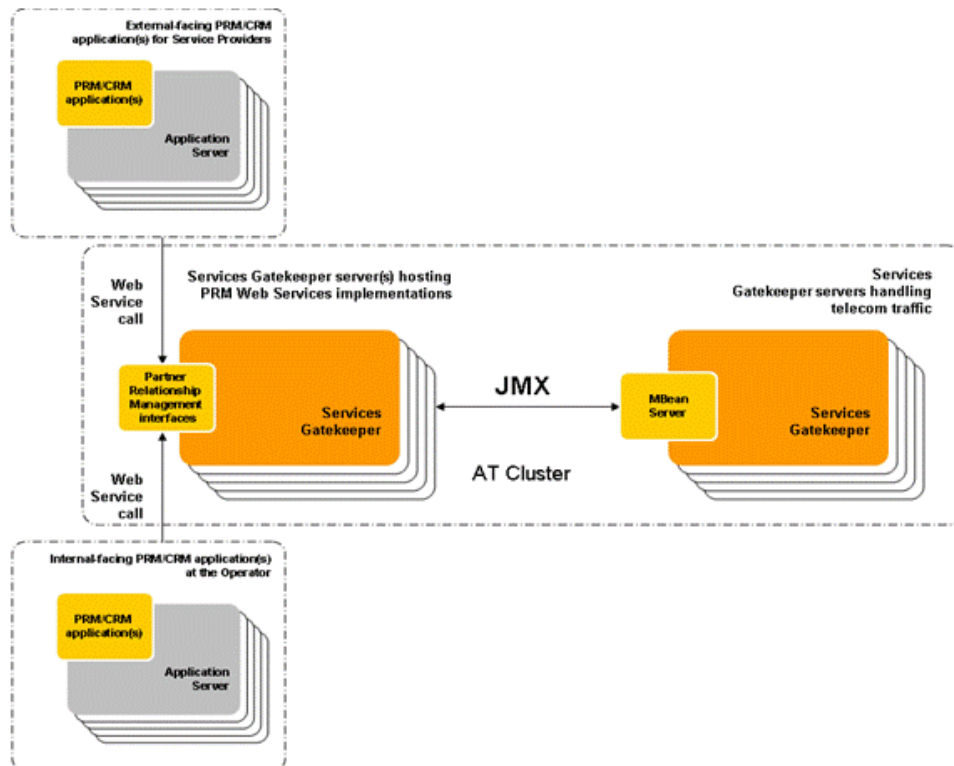 External-facing PRM/CRM
application(s) for Service Providers
PRM/CRM
application(s)
Application
Server
Web
Service
call
Services Gatekeeper server(s) hosting
PRM Web Services implementations
Services
Gatekeeper servers handling
telecom traffic
Partner
Relationship
Management
interfaces
Services
Gatekeeper
JMX
MBean
Server
Services
Gatekeeper
AT Cluster
Web
Service
call
Internal-facing PRM/CRM application(s)
at the Operator
PRM/CRM
application(s)
Application
Server